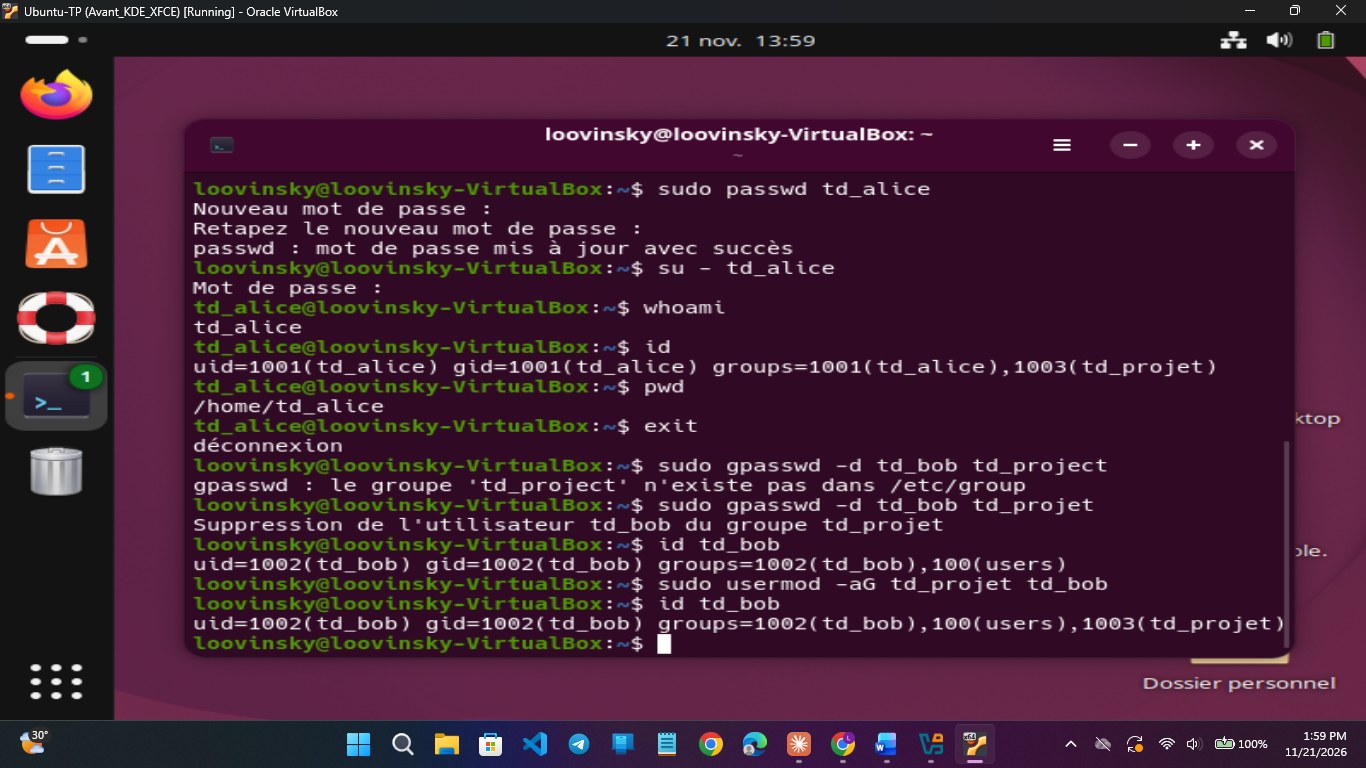 Ubuntu-TP (Avant_KDE_XFCE) [Running] - Oracle VirtualBox
21 nov. 13:59
loovinsky@loovinsky-VirtualBox: ~
~
loovinsky@loovinsky-VirtualBox:~$ sudo passwd td_alice
Nouveau mot de passe :
Retapez le nouveau mot de passe :
passwd : mot de passe mis à jour avec succès
loovinsky@loovinsky-VirtualBox:~$ su - td_alice
Mot de passe :
td_alice@loovinsky-VirtualBox:~$ whoami
td_alice
td_alice@loovinsky-VirtualBox:~$ id
uid=1001(td_alice) gid=1001(td_alice) groups=1001(td_alice),1003(td_projet)
td_alice@loovinsky-VirtualBox:~$ pwd
/home/td_alice
td_alice@loovinsky-VirtualBox:~$ exit
déconnexion
loovinsky@loovinsky-VirtualBox:~$ sudo gpasswd -d td_bob td_project
gpasswd : le groupe 'td_project' n'existe pas dans /etc/group
loovinsky@loovinsky-VirtualBox:~$ sudo gpasswd -d td_bob td_projet
Suppression de l'utilisateur td_bob du groupe td_projet
loovinsky@loovinsky-VirtualBox:~$ id td_bob
uid=1002(td_bob) gid=1002(td_bob) groups=1002(td_bob),100(users)
loovinsky@loovinsky-VirtualBox:~$ sudo usermod -aG td_projet td_bob
loovinsky@loovinsky-VirtualBox:~$ id td_bob
uid=1002(td_bob) gid=1002(td_bob) groups=1002(td_bob),100(users),1003(td_projet)
loovinsky@loovinsky-VirtualBox:~$
1
>_
ktop
ole.
Dossier personnel
30°
100%
1:59 PM
11/21/2026